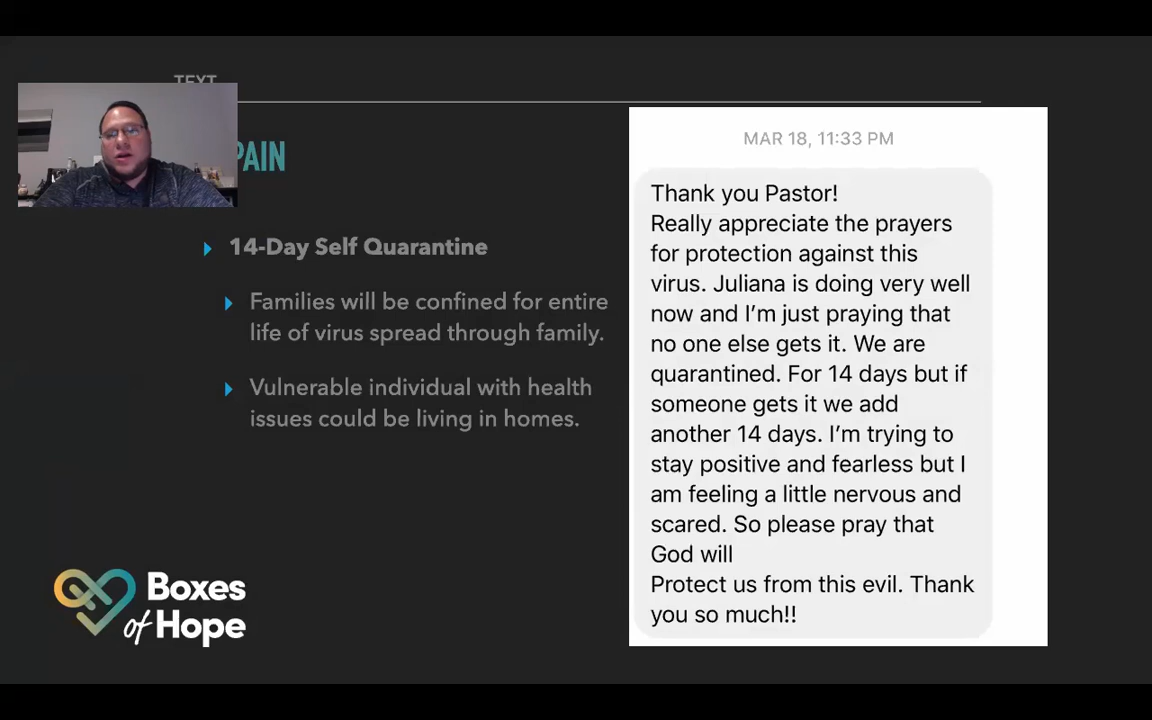 TEXT
PAIN
14-Day Self Quarantine
Families will be confined for entire
life of virus spread through family.
Vulnerable individual with health
issues could be living in homes.
Boxes
of Hope
MAR 18, 11:33 PM
Thank you Pastor!
Really appreciate the prayers
for protection against this
virus. Juliana is doing very well
now and I’m just praying that
no one else gets it. We are
quarantined. For 14 days but if
someone gets it we add
another 14 days. I’m trying to
stay positive and fearless but I
am feeling a little nervous and
scared. So please pray that
God will
Protect us from this evil. Thank
you so much!!